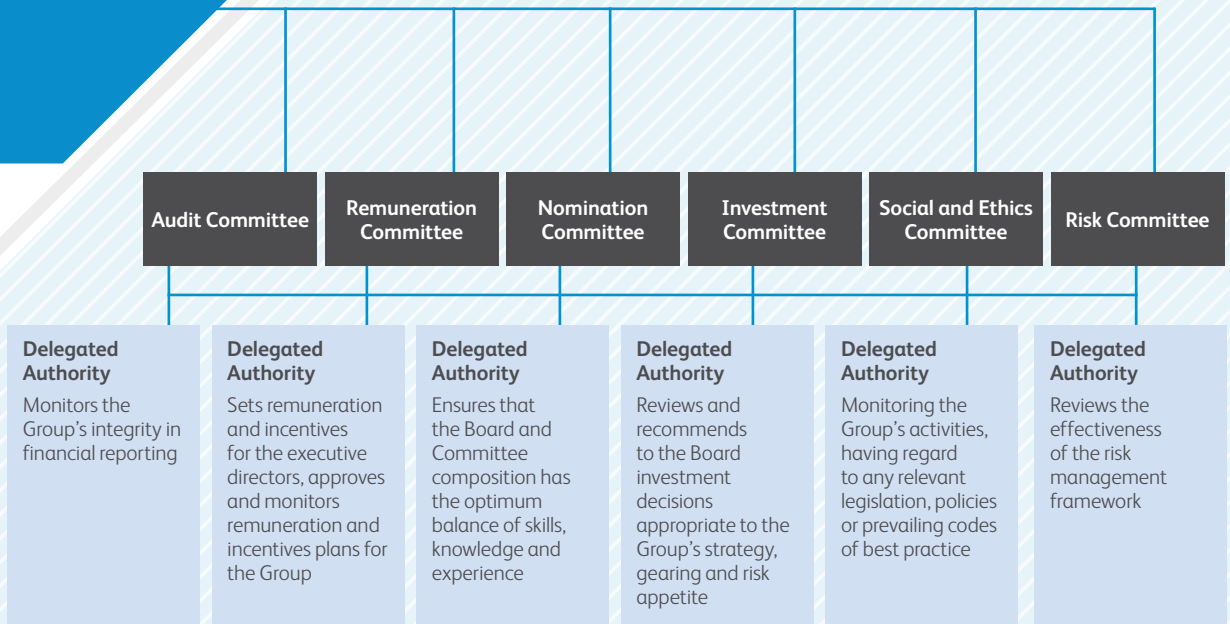 Audit Committee
Remuneration
Committee
Nomination
Committee
Investment
Committee
Social and Ethics
Committee
Risk Committee
Delegated
Authority
Monitors the
Group's integrity in
financial reporting
Delegated
Authority
Sets remuneration
and incentives
for the executive
directors, approves
and monitors
remuneration and
incentives plans for
the Group
Delegated
Authority
Ensures that
the Board and
Committee
composition has
the optimum
balance of skills,
knowledge and
experience
Delegated
Authority
Reviews and
recommends
to the Board
investment
decisions
appropriate to the
Group's strategy,
gearing and risk
appetite
Delegated
Authority
Monitoring the
Group's activities,
having regard
to any relevant
legislation, policies
or prevailing codes
of best practice
Delegated
Authority
Reviews the
effectiveness
of the risk
management
framework